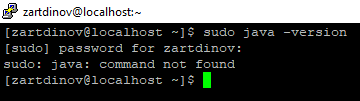 zartdinov@localhost:~
[zartdinov@localhost ~]$ sudo java -version
[sudo] password for zartdinov:
sudo: java: command not found
[zartdinov@localhost ~]$